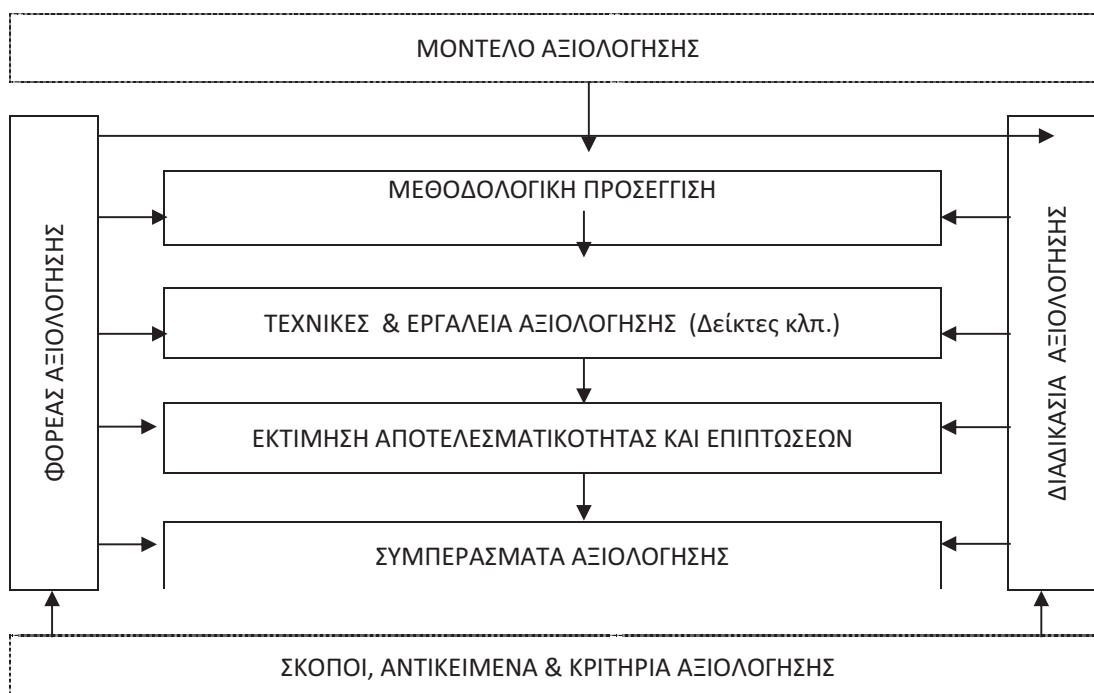 ΜΟΝΤΕΛΟ ΑΞΙΟΛΟΓΗΣΗΣ
ΦΟΡΕΑΣ ΑΞΙΟΛΟΓΗΣΗΣ
ΜΕΘΟΔΟΛΟΓΙΚΗ ΠΡΟΣΕΓΓΙΣΗ
ΤΕΧΝΙΚΕΣ & ΕΡΓΑΛΕΙΑ ΑΞΙΟΛΟΓΗΣΗΣ (Δείκτες κλπ.)
ΕΚΤΙΜΗΣΗ ΑΠΟΤΕΛΕΣΜΑΤΙΚΟΤΗΤΑΣ ΚΑΙ ΕΠΙΠΤΩΣΕΩΝ
ΣΥΜΠΕΡΑΣΜΑΤΑ ΑΞΙΟΛΟΓΗΣΗΣ
ΔΙΑΔΙΚΑΣΙΑ ΑΞΙΟΛΟΓΗΣΗΣ
ΣΚΟΠΟΙ, ΑΝΤΙΚΕΙΜΕΝΑ & ΚΡΙΤΗΡΙΑ ΑΞΙΟΛΟΓΗΣΗΣ